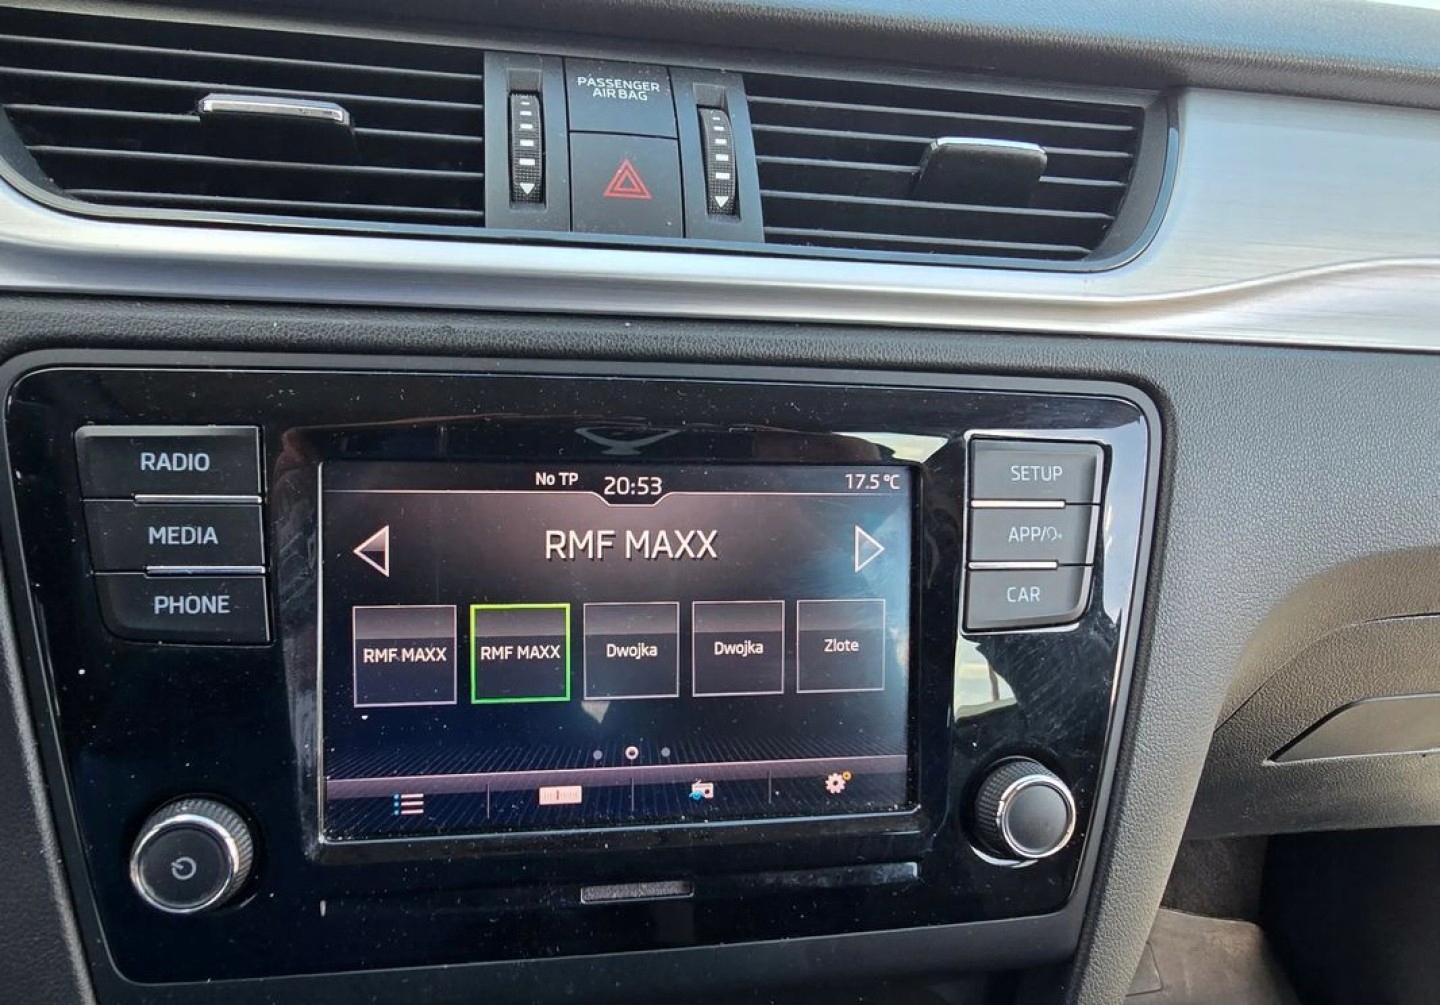 PASSENGER
AIR BAG
RADIO
MEDIA
PHONE
No TP 20:53 17.5 °C
RMF MAXX
RMF MAXX RMF MAXX Dwojka Dwojka Zlote
SETUP
APP/
CAR